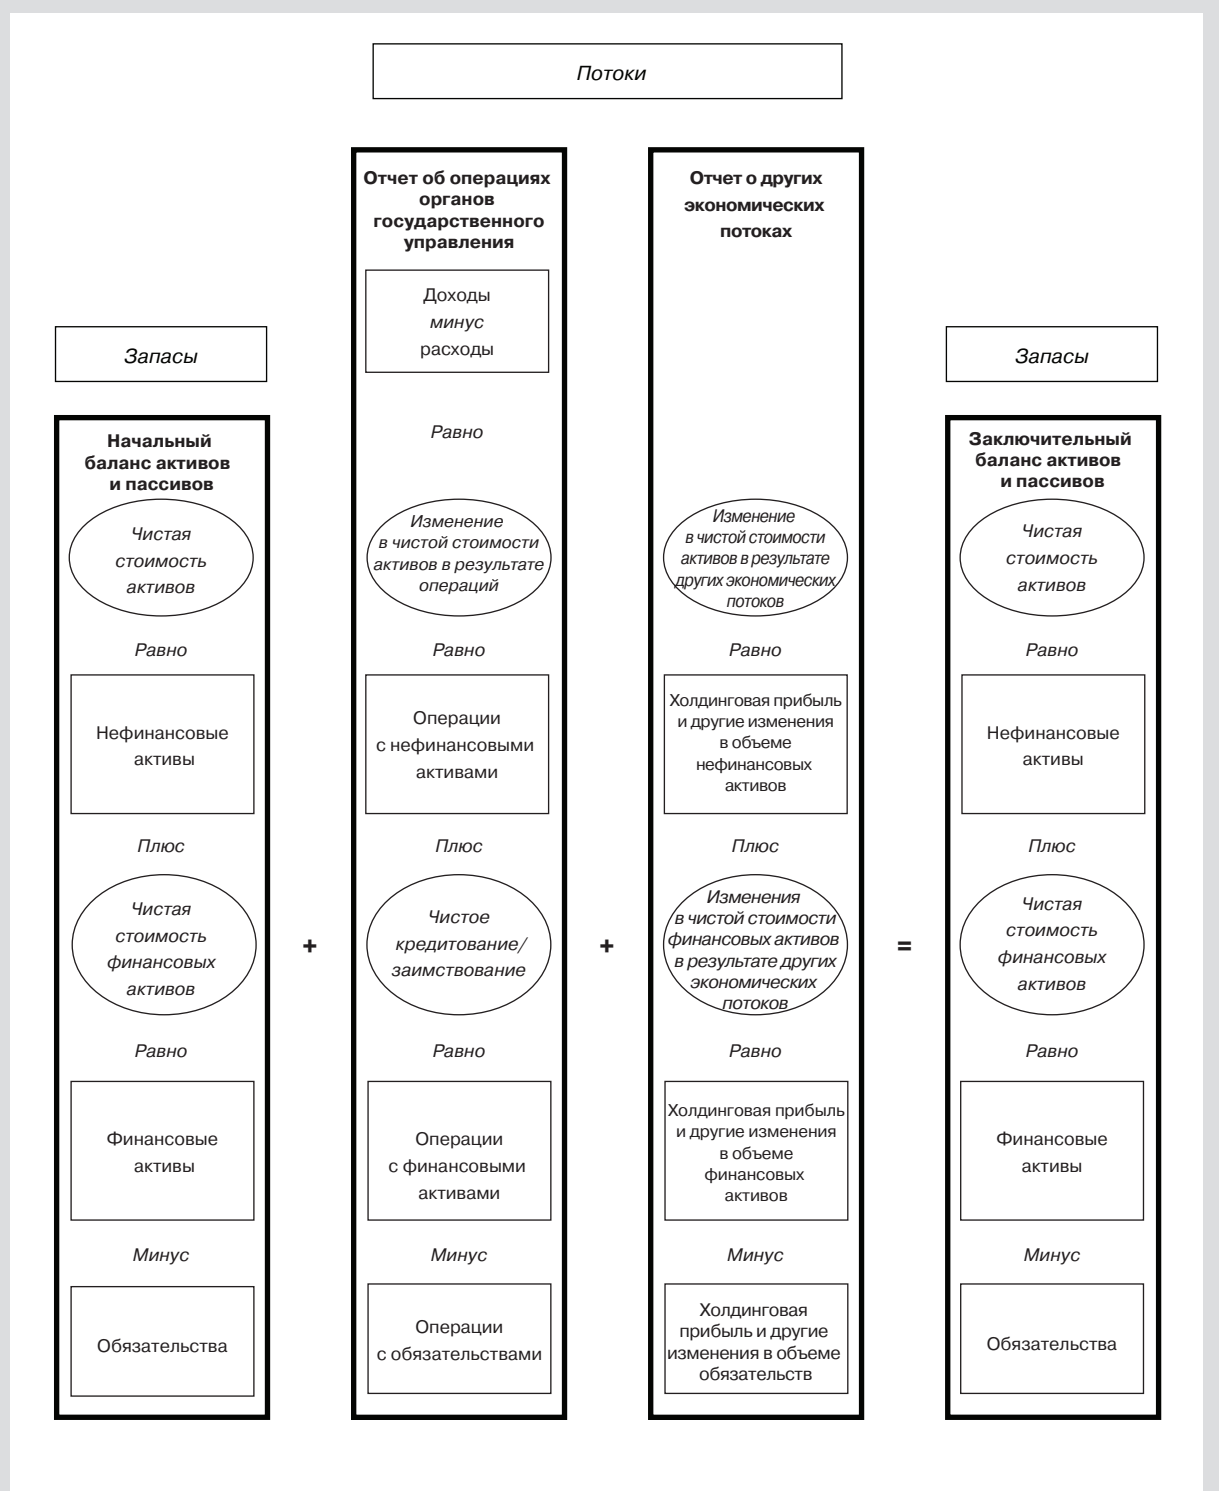 Потоки
Запасы
Начальный
баланс активов
и пассивов
Чистая
стоимость
активов
Равно
Нефинансовые
активы
Плюс
Чистая
стоимость
финансовых
активов
Равно
Финансовые
активы
Минус
Обязательства
+
Отчет об операциях
органов
государственного
управления
Доходы
минус
расходы
Равно
Изменение
в чистой стоимости
активов в результате
операций
Равно
Операции
с нефинансовыми
активами
Плюс
Чистое
кредитование/
заимствование
Равно
Операции
с финансовыми
активами
Минус
Операции
с обязательствами
+
Отчет о других
экономических
потоках
Изменение
в чистой стоимости
активов в результате
других экономических
потоков
Равно
Холдинговая прибыль
и другие изменения
в объеме
нефинансовых
активов
Плюс
Изменения
в чистой стоимости
финансовых активов
в результате других
экономических
потоков
Равно
Холдинговая прибыль
и другие изменения
в объеме
финансовых
активов
Минус
Холдинговая
прибыль и другие
изменения в объеме
обязательств
=
Запасы
Заключительный
баланс активов
и пассивов
Чистая
стоимость
активов
Равно
Нефинансовые
активы
Плюс
Чистая
стоимость
финансовых
активов
Равно
Финансовые
активы
Минус
Обязательства